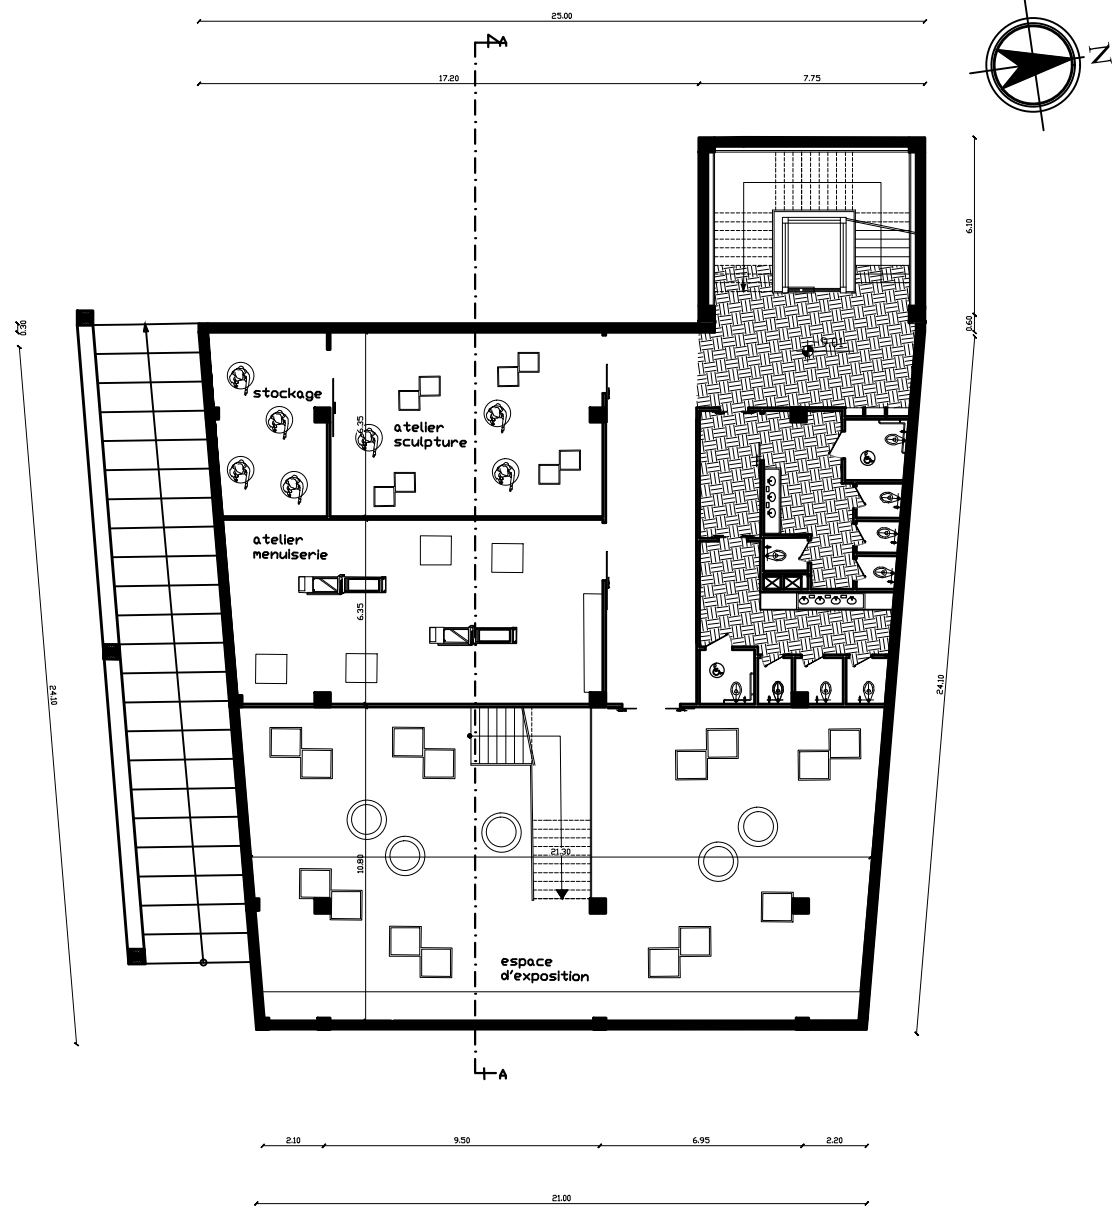 25.00
A
N
17.20
7.75
6.10
0.60
0.30
stockage
6.35
atelier
sculpture
atelier
menuiserie
6.35
24.10
24.10
21.30
10.80
espace
d'exposition
A
2.10
9.50
6.95
2.20
21.00